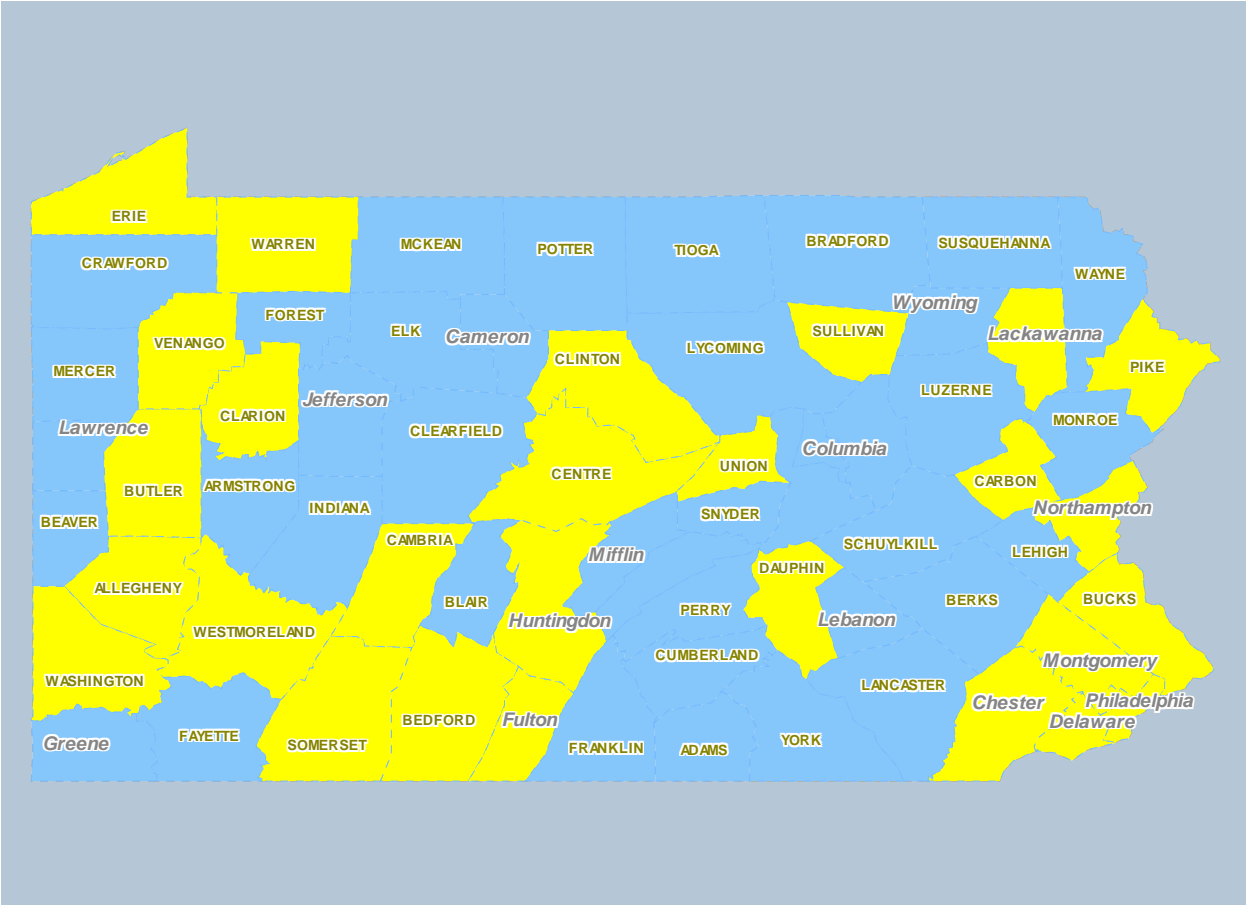 ERIE
WARREN
MCKEAN
POTTER
TIOGA
BRADFORD
SUSQUEHANNA
CRAWFORD
WAYNE
FOREST
Wyoming
ELK
Cameron
SULLIVAN
Lackawanna
VENANGO
LYCOMING
CLINTON
MERCER
PIKE
LUZERNE
Jefferson
CLARION
Lawrence
MONROE
CLEARFIELD
Columbia
UNION
CENTRE
CARBON
ARMSTRONG
BUTLER
INDIANA
Northampton
SNYDER
BEAVER
CAMBRIA
SCHUYLKILL
LEHIGH
Mifflin
DAUPHIN
ALLEGHENY
BUCKS
BERKS
BLAIR
PERRY
Huntingdon
Lebanon
WESTMORELAND
CUMBERLAND
Montgomery
WASHINGTON
LANCASTER
Chester
Philadelphia
BEDFORD
Fulton
Delaware
FAYETTE
YORK
Greene
SOMERSET
FRANKLIN
ADAMS